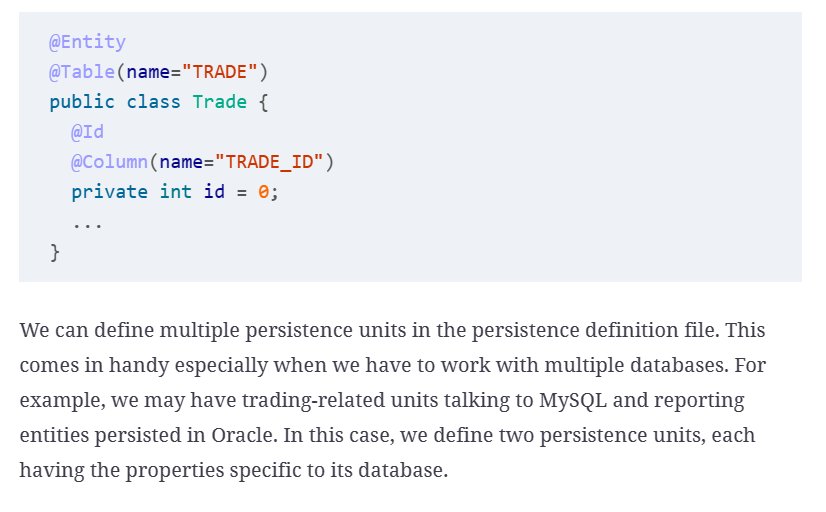 @Entity
@Table(name="TRADE")
public class Trade {
  @Id
  @Column(name="TRADE_ID")
  private int id = 0;
  ...
}
We can define multiple persistence units in the persistence definition file. This
comes in handy especially when we have to work with multiple databases. For
example, we may have trading-related units talking to MySQL and reporting
entities persisted in Oracle. In this case, we define two persistence units, each
having the properties specific to its database.